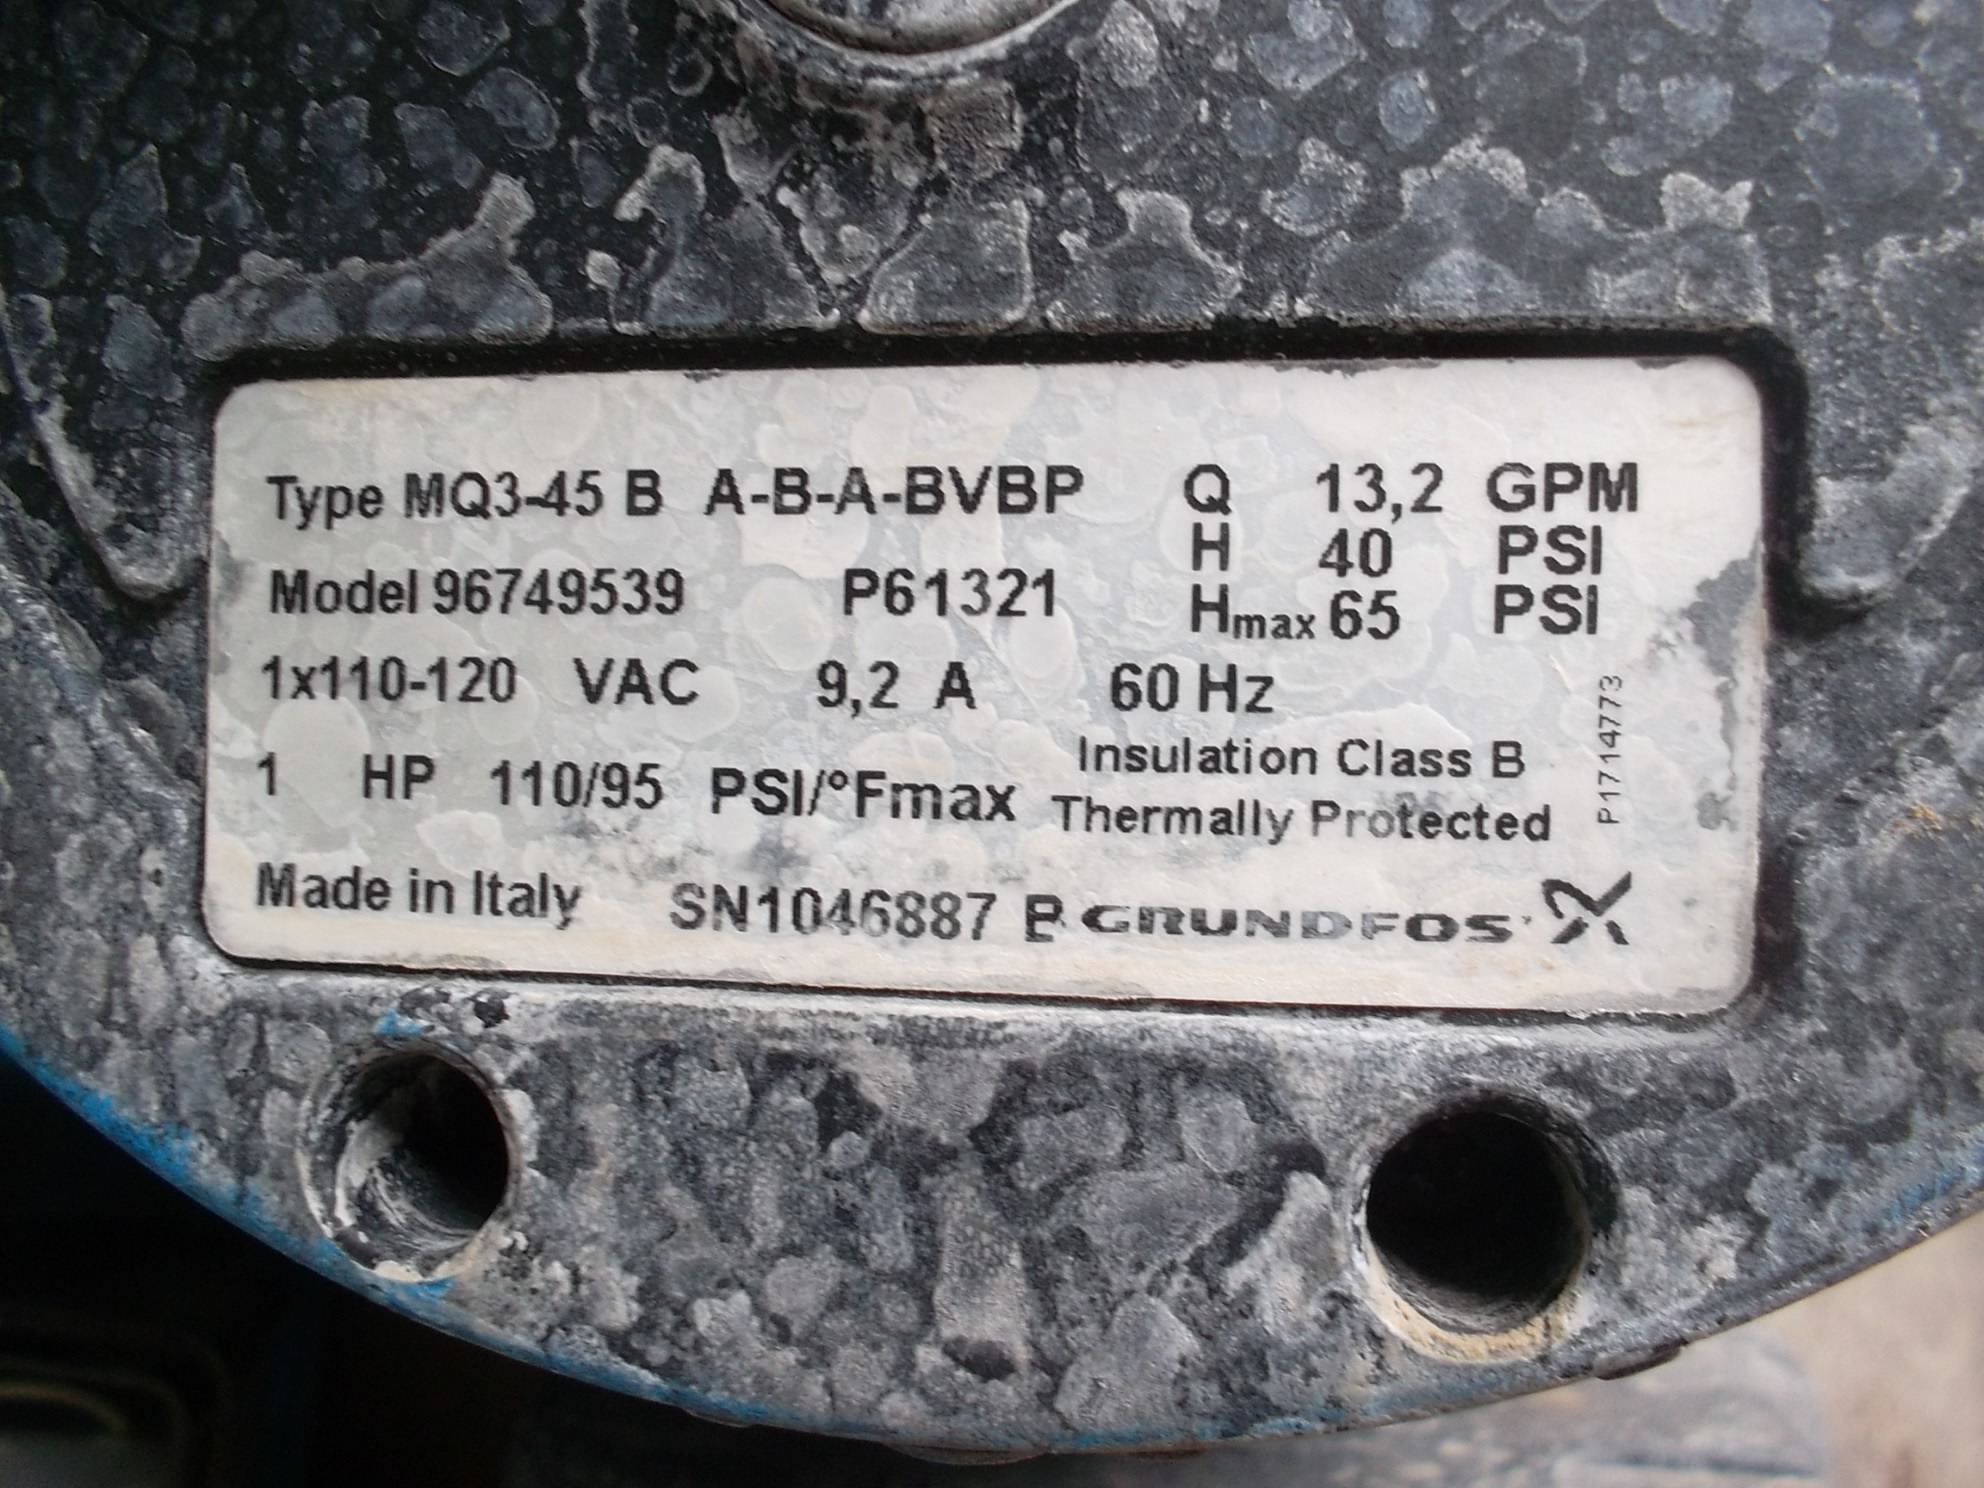 Type MQ3-45 B A-B-A-BVBP Q 13,2 GPM
H 40 PSI
Model 96749539 P61321 Hmax 65 PSI
1x110-120 VAC 9,2 A 60 Hz
1 HP 110/95 PSI/°Fmax Insulation Class B
Thermally Protected
P1714773
Made in Italy SN1046887 B GRUNDFOS